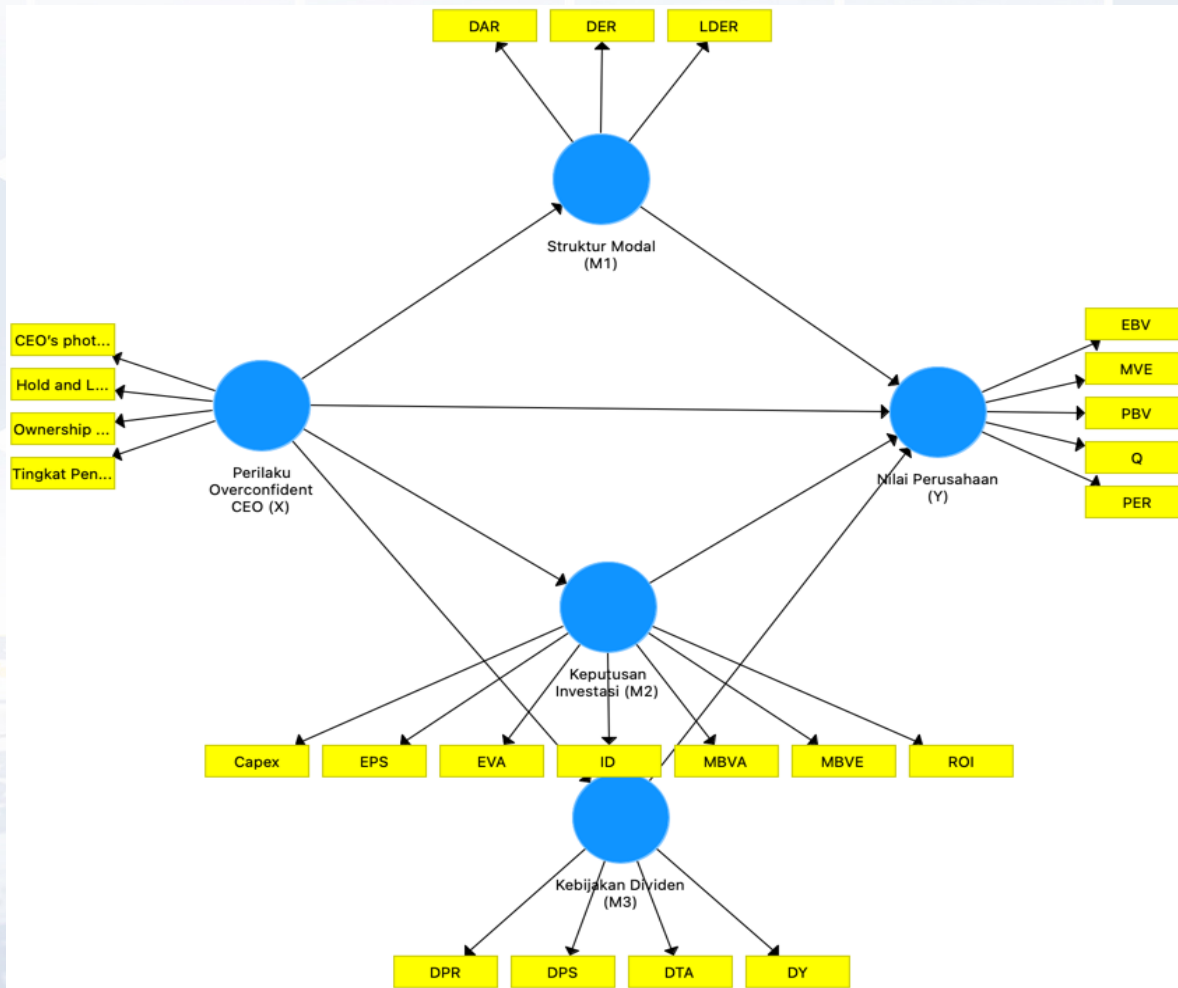 DAR
DER
LDER
Struktur Modal
(M1)
CEO's phot...
Hold and L...
Ownership ...
Tingkat Pen...
Perilaku
Overconfident
CEO (X)
EBV
MVE
PBV
Q
PER
Nilai Perusahaan
(Y)
Keputusan
Investasi (M2)
Capex
EPS
EVA
ID
MBVA
MBVE
ROI
Kebijakan Dividen
(M3)
DPR
DPS
DTA
DY